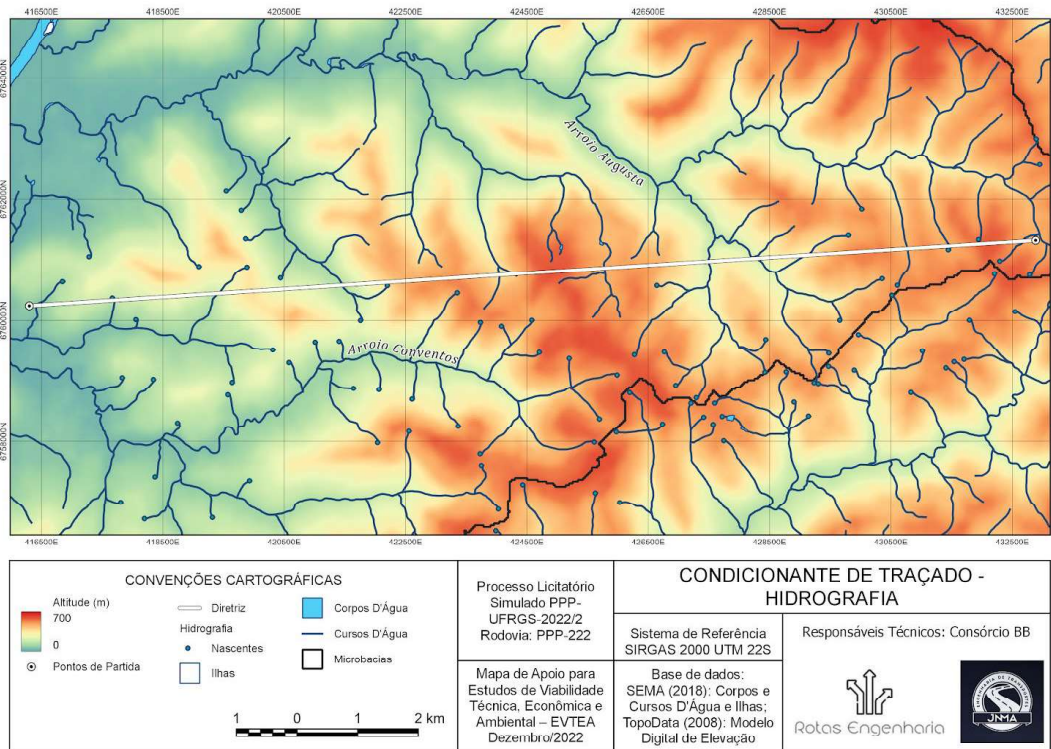 416500E 418500E 420500E 422500E 424500E 426500E 428500E 430500E 432500E
6764000N
6762000N
6760000N
6758000N
Arroio Augusta
Arroio Conventos
416500E 418500E 420500E 422500E 424500E 426500E 428500E 430500E 432500E
CONVENÇÕES CARTOGRÁFICAS
Altitude (m)
700
0
Pontos de Partida
Diretriz
Hidrografia
Nascentes
Ilhas
Corpos D'Água
Cursos D'Água
Microbacias
1 0 1 2 km
Processo Licitatório
Simulado PPP-
UFRGS-2022/2
Rodovia: PPP-222
Mapa de Apoio para
Estudos de Viabilidade
Técnica, Econômica e
Ambiental – EVTEA
Dezembro/2022
CONDICIONANTE DE TRAÇADO -
HIDROGRAFIA
Sistema de Referência
SIRGAS 2000 UTM 22S
Base de dados:
SEMA (2018): Corpos e
Cursos D'Água e Ilhas;
TopoData (2008): Modelo
Digital de Elevação
Responsáveis Técnicos: Consórcio BB
Rotas Engenharia
ENGENHARIA DE TRANSPORTES
JNMA